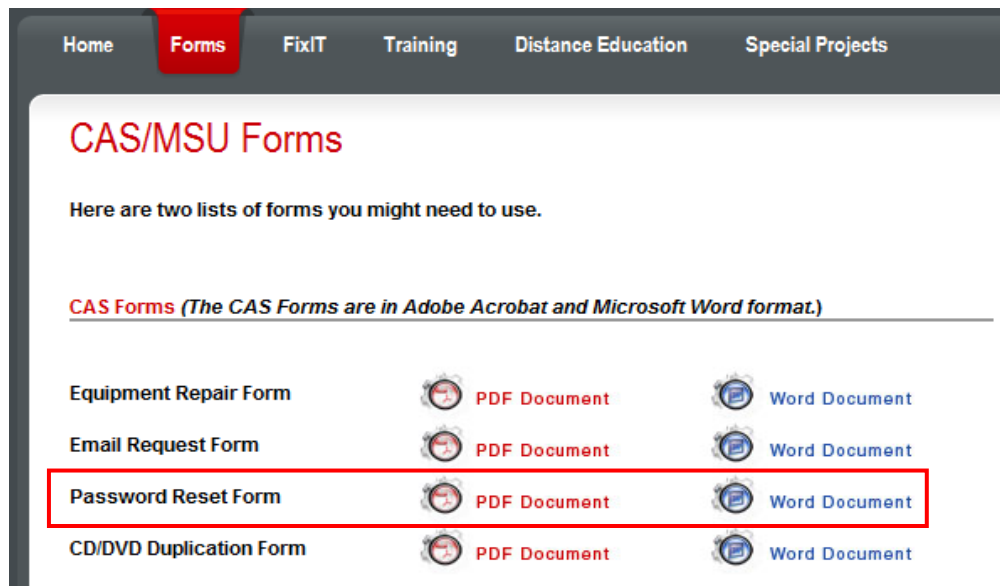 Home Forms FixIT Training Distance Education Special Projects
CAS/MSU Forms
Here are two lists of forms you might need to use.
CAS Forms (The CAS Forms are in Adobe Acrobat and Microsoft Word format.)
Equipment Repair Form PDF Document Word Document
Email Request Form PDF Document Word Document
Password Reset Form PDF Document Word Document
CD/DVD Duplication Form PDF Document Word Document